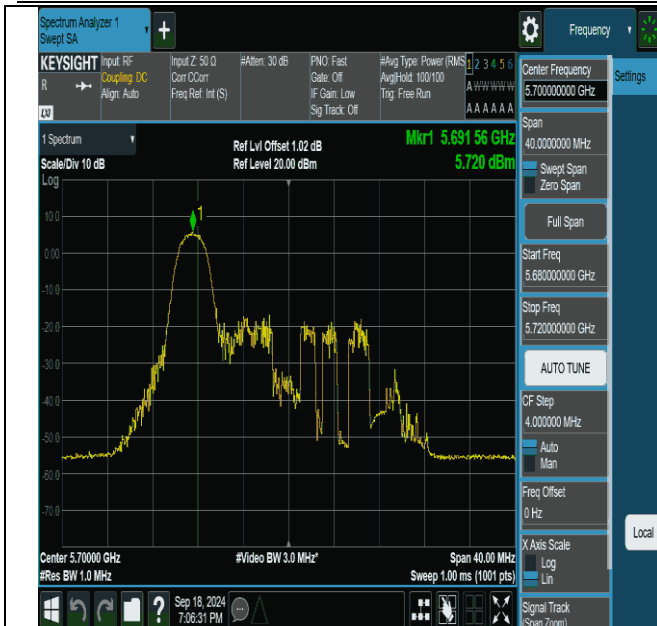 Spectrum Analyzer 1
Swept SA
+
Frequency
KEYSIGHT
R
LXI
Input: RF
Coupling: DC
Align: Auto
Input Z: 50 Ω
Corr CCorr
Freq Ref: Int (S)
#Atten: 30 dB
PNO: Fast
Gate: Off
IF Gain: Low
Sig Track: Off
#Avg Type: Power (RMS
Avg|Hold: 100/100
Trig: Free Run
1 2 3 4 5 6
A W W W W W
A A A A A A
1 Spectrum
Scale/Div 10 dB
Log
Ref Lvl Offset 1.02 dB
Ref Level 20.00 dBm
Mkr1 5.691 56 GHz
5.720 dBm
1
10.0
0.00
-10.0
-20.0
-30.0
-40.0
-50.0
-60.0
-70.0
Center 5.70000 GHz
#Res BW 1.0 MHz
#Video BW 3.0 MHz*
Span 40.00 MHz
Sweep 1.00 ms (1001 pts)
?
Sep 18, 2024
7:06:31 PM
Center Frequency
5.700000000 GHz
Settings
Span
40.0000000 MHz
Swept Span
Zero Span
Full Span
Start Freq
5.680000000 GHz
Stop Freq
5.720000000 GHz
AUTO TUNE
CF Step
4.000000 MHz
Auto
Man
Freq Offset
0 Hz
X Axis Scale
Log
Lin
Local
Signal Track
(Span Zoom)